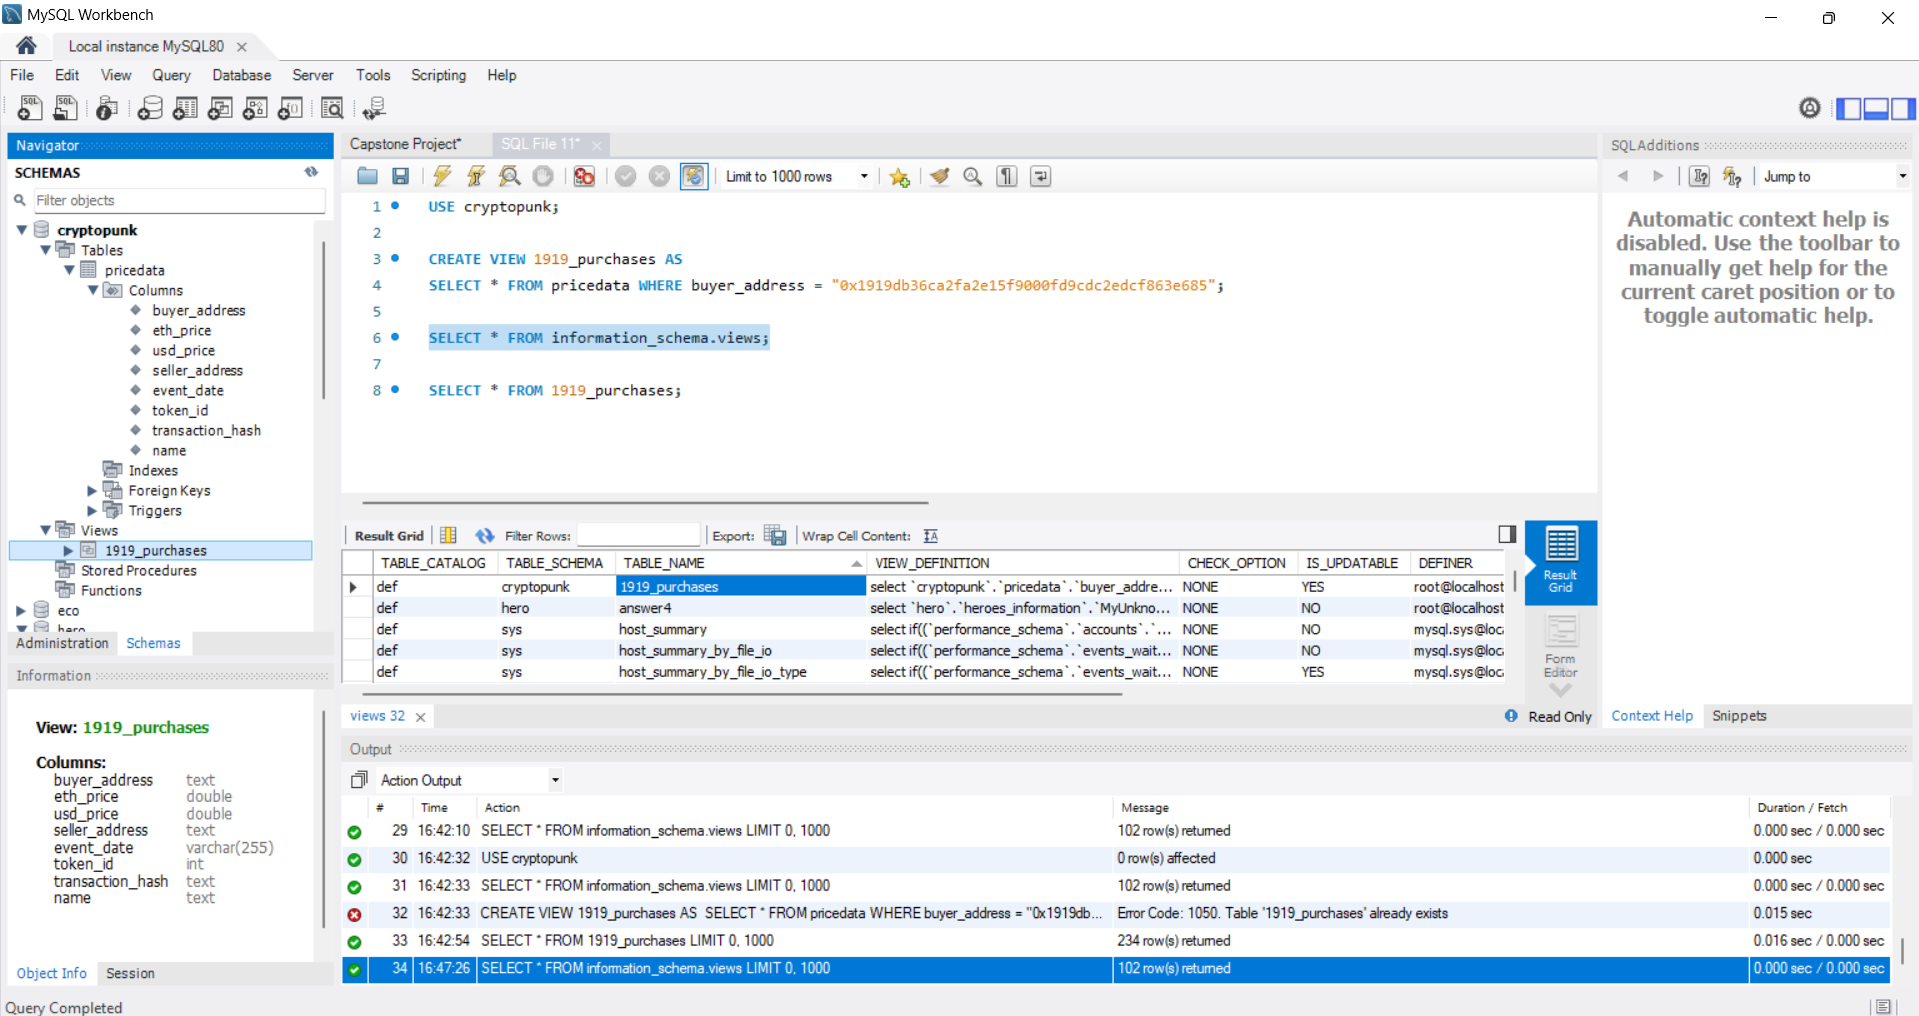 MySQL Workbench
Local instance MySQL80
File Edit View Query Database Server Tools Scripting Help
Navigator
SCHEMAS
Filter objects
cryptopunk
Tables
pricedata
Columns
buyer_address
eth_price
usd_price
seller_address
event_date
token_id
transaction_hash
name
Indexes
Foreign Keys
Triggers
Views
1919_purchases
Stored Procedures
Functions
eco
hero
Administration Schemas
Information
View: 1919_purchases
Columns:
buyer_address text
eth_price double
usd_price double
seller_address text
event_date varchar(255)
token_id int
transaction_hash text
name text
Object Info Session
Query Completed
Capstone Project* SQL File 11*
Limit to 1000 rows
1 USE cryptopunk;
2
3 CREATE VIEW 1919_purchases AS
4 SELECT * FROM pricedata WHERE buyer_address = "0x1919db36ca2fa2e15f9000fd9cdc2edcf863e685";
5
6 SELECT * FROM information_schema.views;
7
8 SELECT * FROM 1919_purchases;
Result Grid Filter Rows: Export: Wrap Cell Content:
TABLE_CATALOG TABLE_SCHEMA TABLE_NAME VIEW_DEFINITION CHECK_OPTION IS_UPDATABLE DEFINER
def cryptopunk 1919_purchases select `cryptopunk`.`pricedata`.`buyer_addre... NONE YES root@localhost
def hero answer4 select `hero`.`heroes_information`.`MyUnkno... NONE NO root@localhost
def sys host_summary select if((`performance_schema`.`accounts`.`... NONE NO mysql.sys@loc
def sys host_summary_by_file_io select if((`performance_schema`.`events_wait... NONE NO mysql.sys@loc
def sys host_summary_by_file_io_type select if((`performance_schema`.`events_wait... NONE YES mysql.sys@loc
Result Grid
Form Editor
views 32
Read Only
Output
Action Output
# Time Action Message Duration / Fetch
29 16:42:10 SELECT * FROM information_schema.views LIMIT 0, 1000 102 row(s) returned 0.000 sec / 0.000 sec
30 16:42:32 USE cryptopunk 0 row(s) affected 0.000 sec
31 16:42:33 SELECT * FROM information_schema.views LIMIT 0, 1000 102 row(s) returned 0.000 sec / 0.000 sec
32 16:42:33 CREATE VIEW 1919_purchases AS SELECT * FROM pricedata WHERE buyer_address = "0x1919db... Error Code: 1050. Table '1919_purchases' already exists 0.015 sec
33 16:42:54 SELECT * FROM 1919_purchases LIMIT 0, 1000 234 row(s) returned 0.016 sec / 0.000 sec
34 16:47:26 SELECT * FROM information_schema.views LIMIT 0, 1000 102 row(s) returned 0.000 sec / 0.000 sec
SQLAdditions
Jump to
Automatic context help is
disabled. Use the toolbar to
manually get help for the
current caret position or to
toggle automatic help.
Context Help Snippets